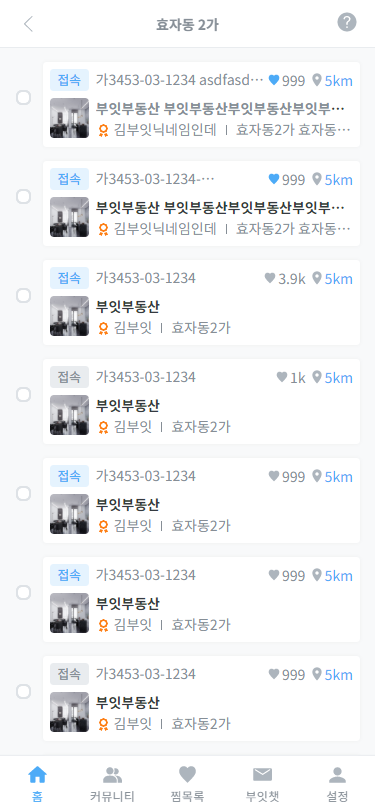 효자동 2가
?
접속 가3453-03-1234 asdfasd… 999 5km
부잇부동산 부잇부동산부잇부동산부잇부…
김부잇닉네임인데 | 효자동2가 효자동…
접속 가3453-03-1234-… 999 5km
부잇부동산 부잇부동산부잇부동산부잇부…
김부잇닉네임인데 | 효자동2가 효자동…
접속 가3453-03-1234 3.9k 5km
부잇부동산
김부잇 | 효자동2가
접속 가3453-03-1234 1k 5km
부잇부동산
김부잇 | 효자동2가
접속 가3453-03-1234 999 5km
부잇부동산
김부잇 | 효자동2가
접속 가3453-03-1234 999 5km
부잇부동산
김부잇 | 효자동2가
접속 가3453-03-1234 999 5km
부잇부동산
김부잇 | 효자동2가
홈 커뮤니티 찜목록 부잇챗 설정